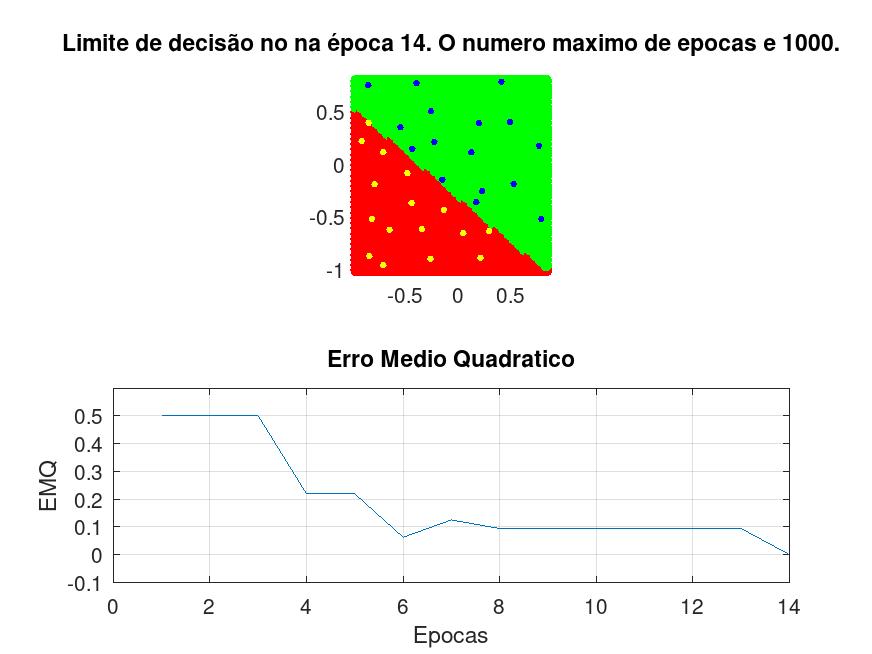 Limite de decisão no na época 14. O numero maximo de epocas e 1000.
0.5
0
-0.5
-1
-0.5 0 0.5
Erro Medio Quadratico
0.5
0.4
0.3
0.2
0.1
0
-0.1
EMQ
0 2 4 6 8 10 12 14
Epocas